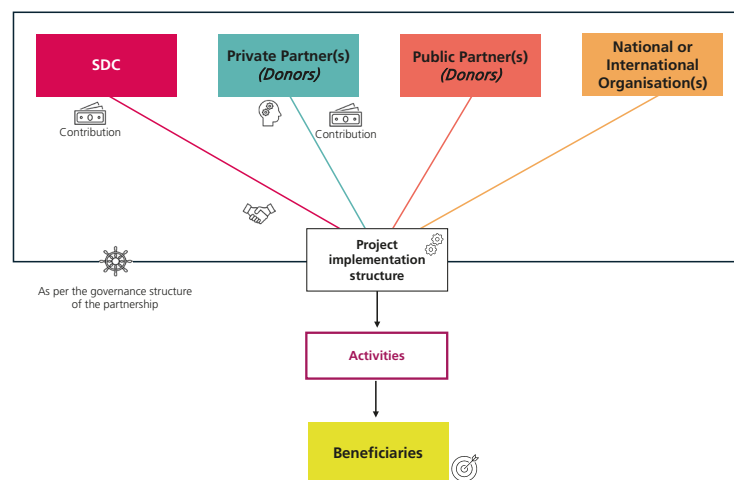 SDC
Private Partner(s)
(Donors)
Public Partner(s)
(Donors)
National or
International
Organisation(s)
Contribution
Contribution
Project
implementation
structure
As per the governance structure
of the partnership
Activities
Beneficiaries